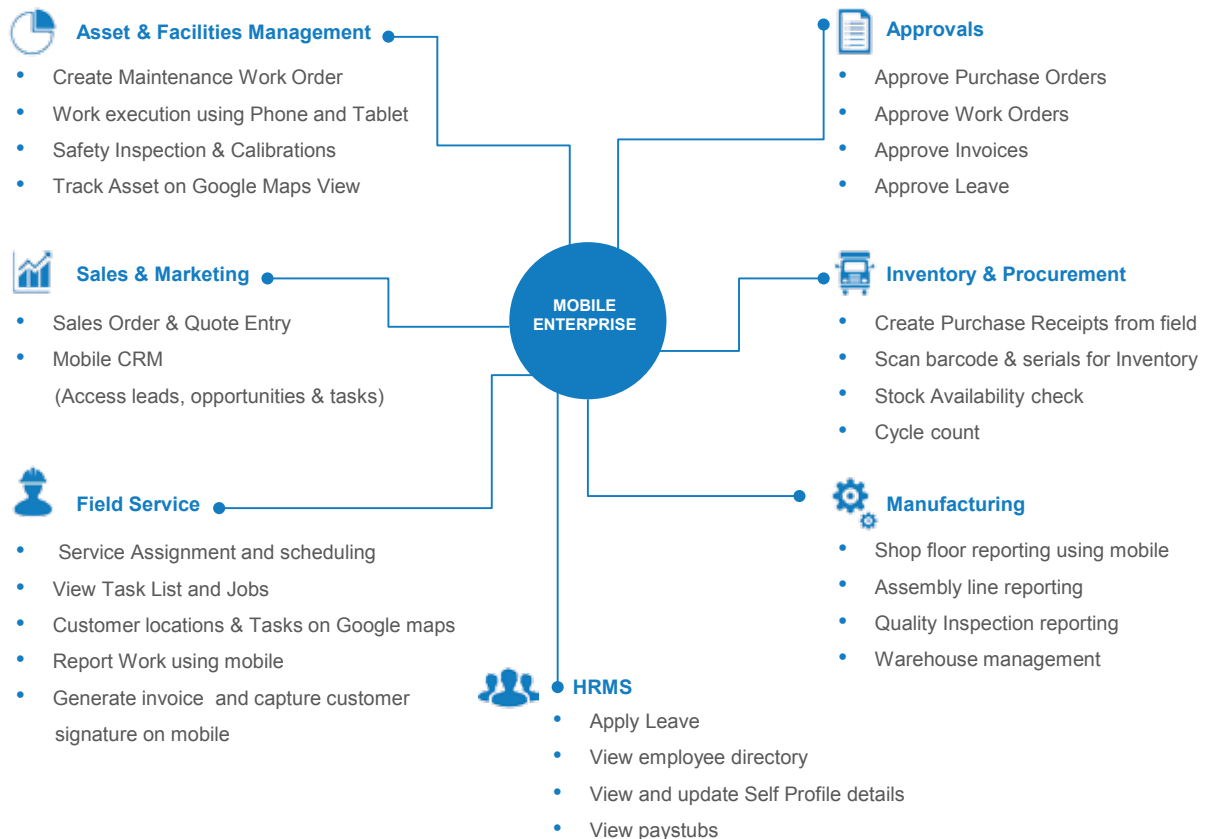 Asset & Facilities Management
• Create Maintenance Work Order
• Work execution using Phone and Tablet
• Safety Inspection & Calibrations
• Track Asset on Google Maps View
Approvals
• Approve Purchase Orders
• Approve Work Orders
• Approve Invoices
• Approve Leave
Sales & Marketing
• Sales Order & Quote Entry
• Mobile CRM
(Access leads, opportunities & tasks)
MOBILE
ENTERPRISE
Inventory & Procurement
• Create Purchase Receipts from field
• Scan barcode & serials for Inventory
• Stock Availability check
• Cycle count
Field Service
• Service Assignment and scheduling
• View Task List and Jobs
• Customer locations & Tasks on Google maps
• Report Work using mobile
• Generate invoice and capture customer
signature on mobile
Manufacturing
• Shop floor reporting using mobile
• Assembly line reporting
• Quality Inspection reporting
• Warehouse management
HRMS
• Apply Leave
• View employee directory
• View and update Self Profile details
• View paystubs